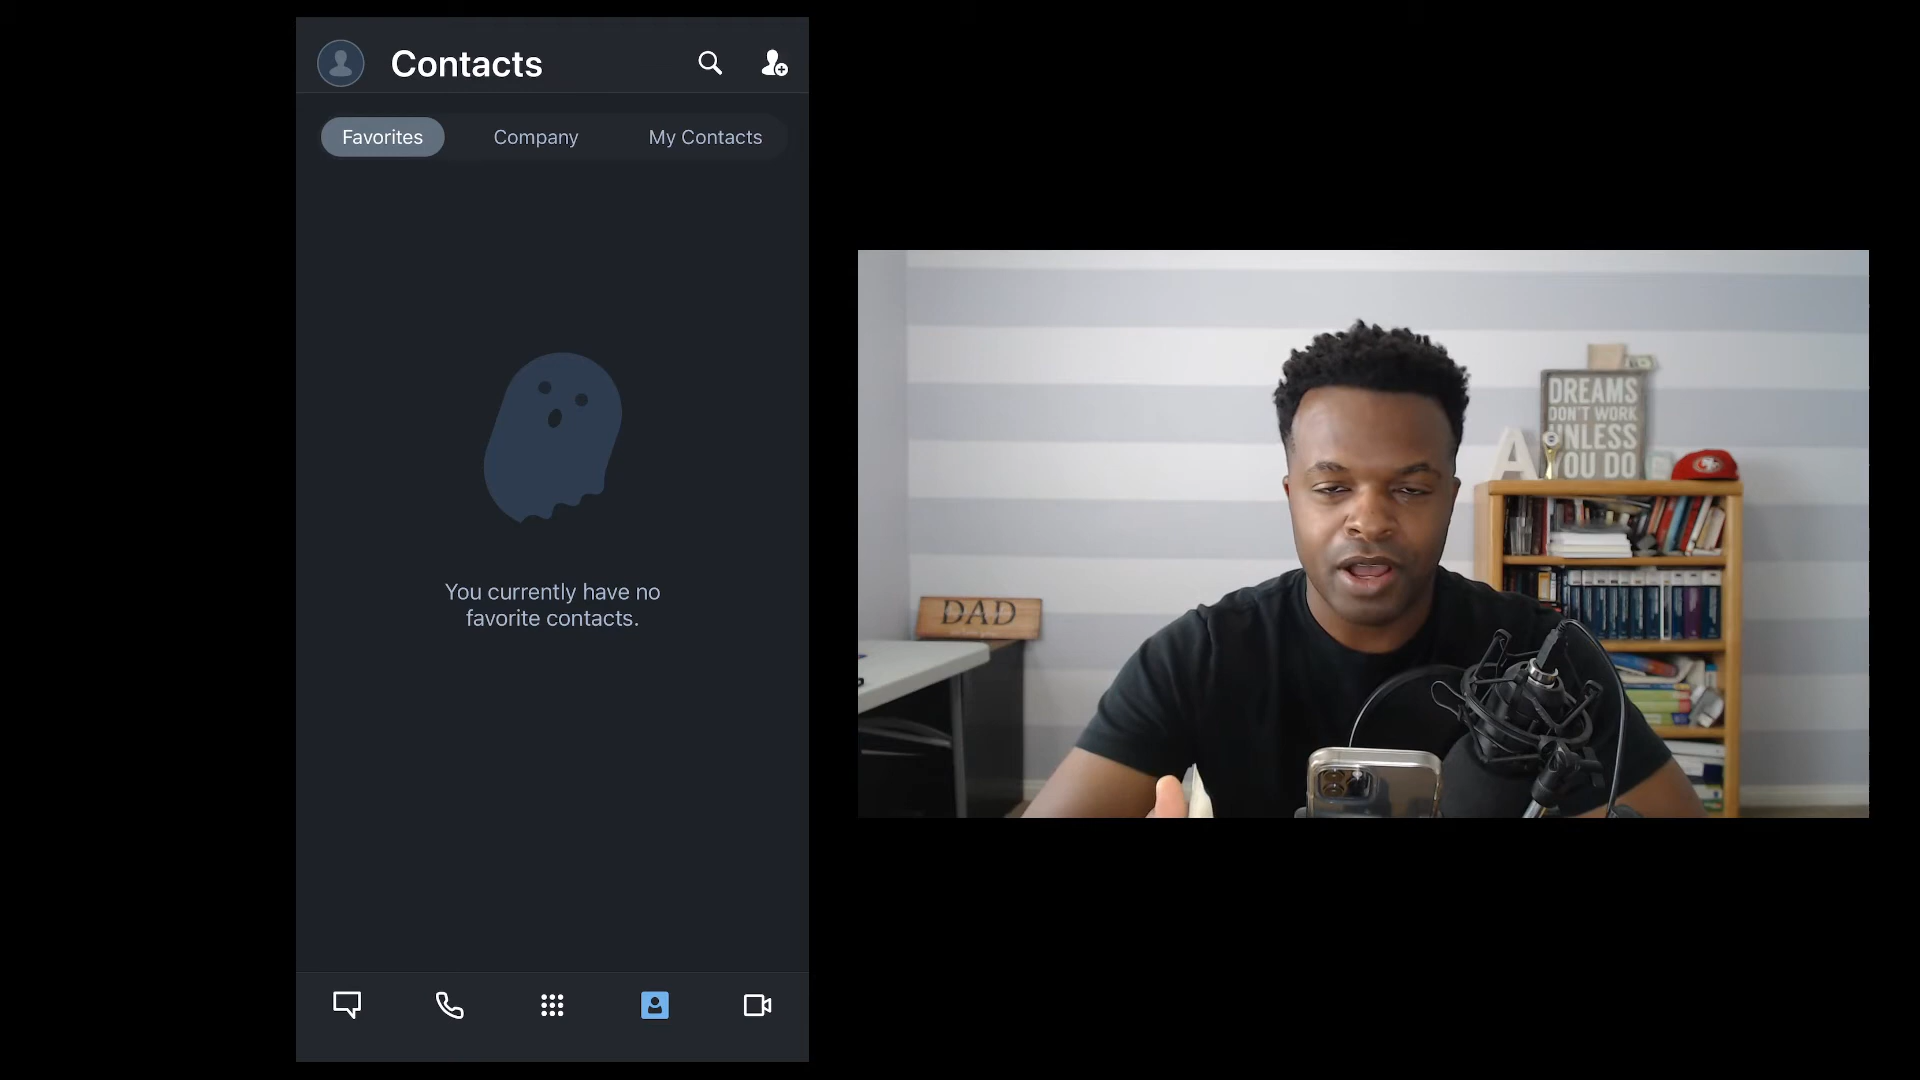 Contacts
Favorites
Company
My Contacts
You currently have no
favorite contacts.
DREAMS
DON'T WORK
UNLESS
YOU DO
A
DAD